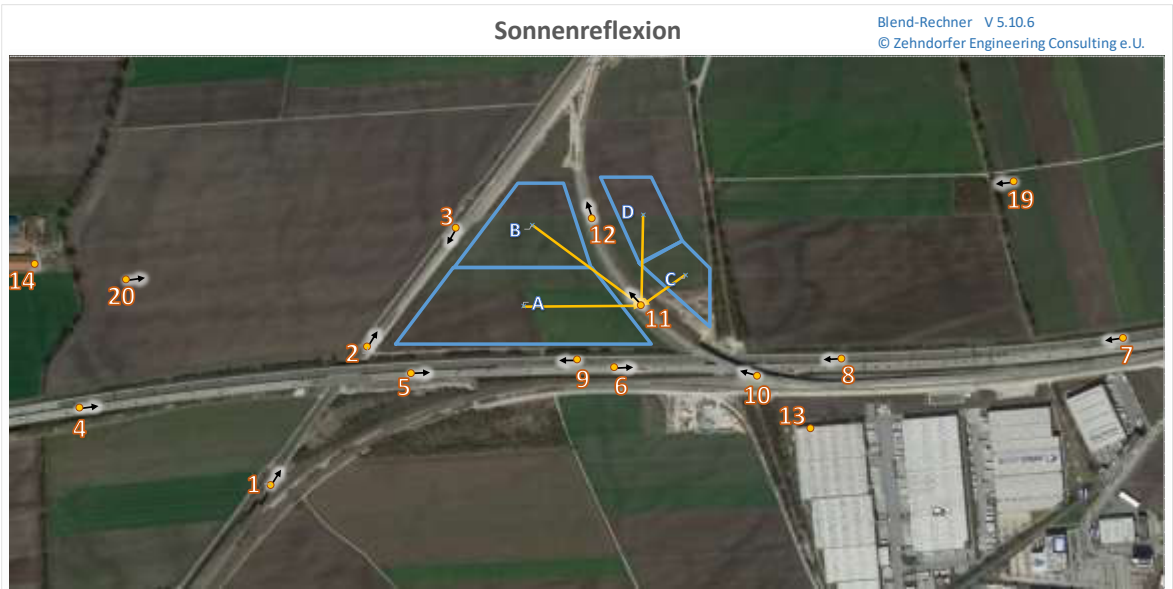 Sonnenreflexion
Blend-Rechner V 5.10.6
© Zehndorfer Engineering Consulting e.U.
19
3
D
B
12
14
20
C
A
11
2
7
5
9
6
10
8
4
13
1